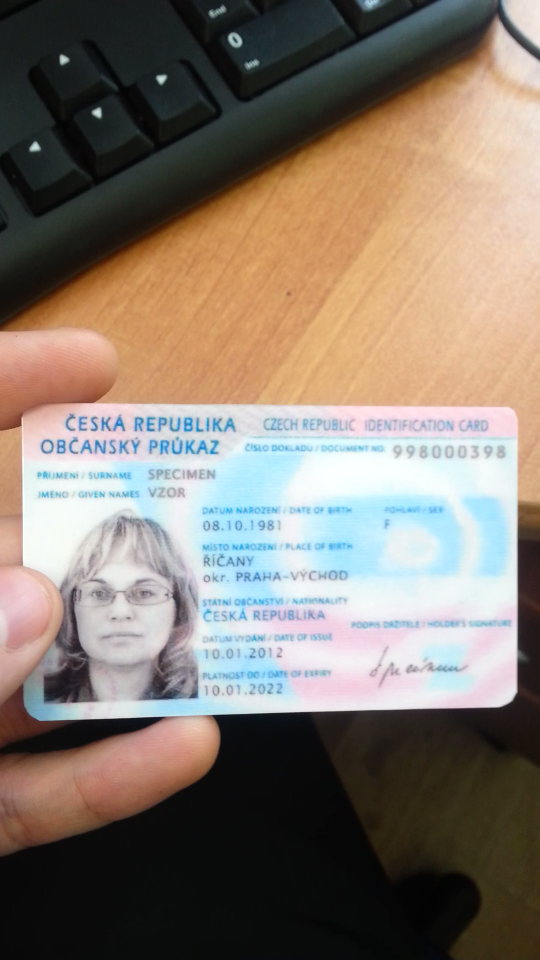 End
0
Ins
ČESKÁ REPUBLIKA
CZECH REPUBLIC IDENTIFICATION CARD
OBČANSKÝ PRŮKAZ
ČÍSLO DOKLADU / DOCUMENT NO. 998000398
PŘÍJMENÍ / SURNAME SPECIMEN
JMÉNO / GIVEN NAMES VZOR
DATUM NAROZENÍ / DATE OF BIRTH POHLAVÍ / SEX
08.10.1981 F
MÍSTO NAROZENÍ / PLACE OF BIRTH
ŘÍČANY
okr. PRAHA-VÝCHOD
STÁTNÍ OBČANSTVÍ / NATIONALITY
ČESKÁ REPUBLIKA
PODPIS DRŽITELE / HOLDER'S SIGNATURE
DATUM VYDÁNÍ / DATE OF ISSUE
10.01.2012
Specimen
PLATNOST DO / DATE OF EXPIRY
10.01.2022